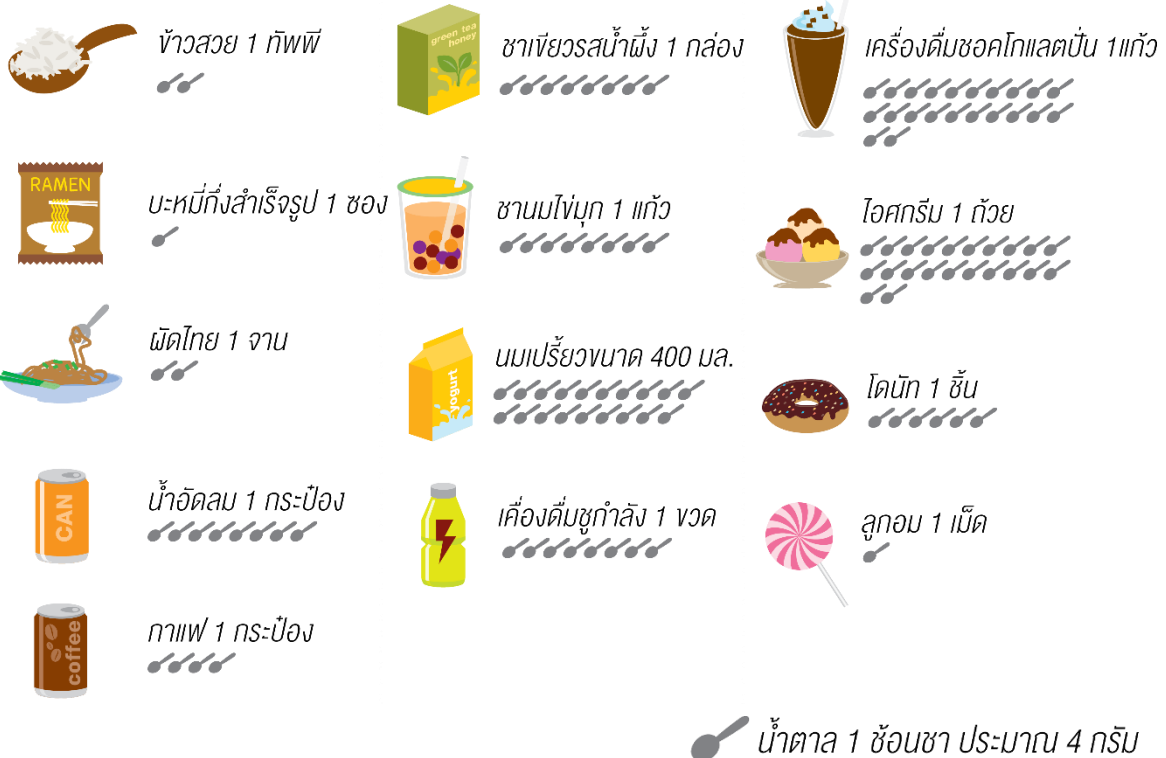 ข้าวสวย 1 ทัพพี
RAMEN
บะหมี่กึ่งสำเร็จรูป 1 ซอง
ผัดไทย 1 จาน
CAN
น้ำอัดลม 1 กระป๋อง
coffee
กาแฟ 1 กระป๋อง
green tea
honey
ชาเขียวรสน้ำผึ้ง 1 กล่อง
ชานมไข่มุก 1 แก้ว
yogurt
นมเปรี้ยวขนาด 400 มล.
เคื่องดื่มชูกำลัง 1 ขวด
เครื่องดื่มชอคโกแลตปั่น 1แก้ว
ไอศกรีม 1 ถ้วย
โดนัท 1 ชิ้น
ลูกอม 1 เม็ด
น้ำตาล 1 ช้อนชา ประมาณ 4 กรัม